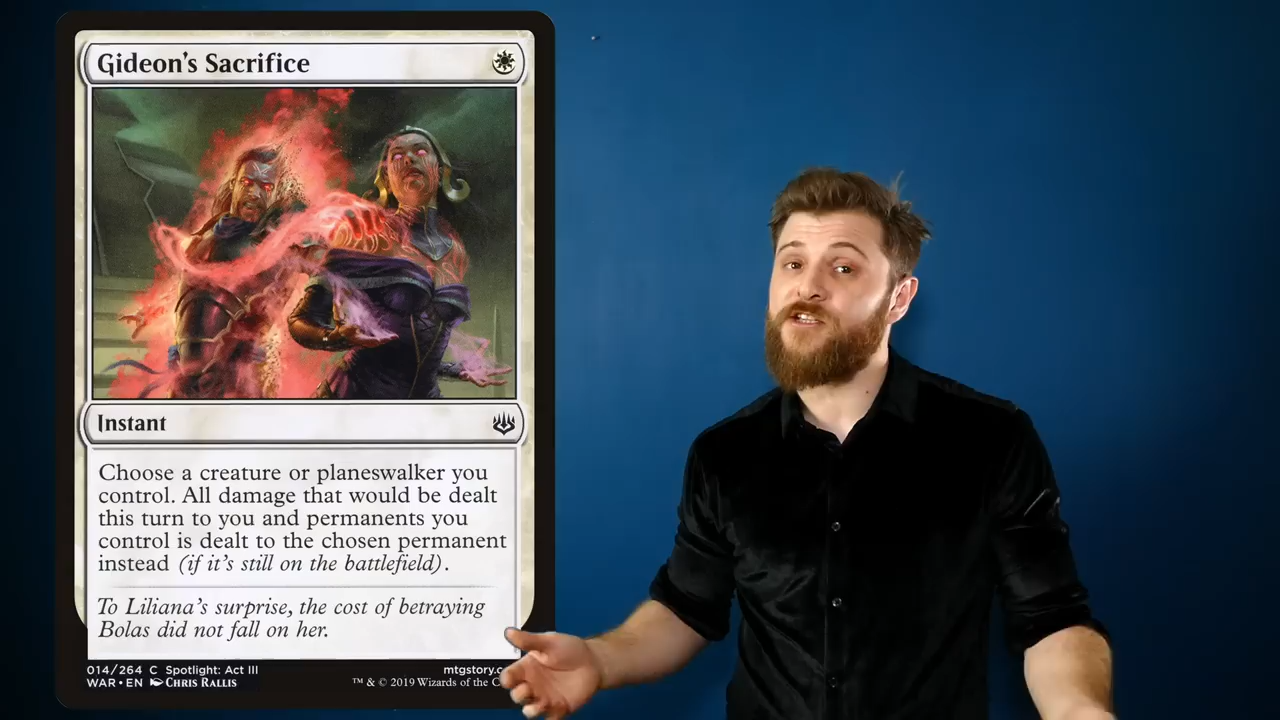 Gideon's Sacrifice
Instant
Choose a creature or planeswalker you
control. All damage that would be dealt
this turn to you and permanents you
control is dealt to the chosen permanent
instead (if it's still on the battlefield).
To Liliana's surprise, the cost of betraying
Bolas did not fall on her.
014/264 C Spotlight: Act III
mtgstory.c
WAR • EN Chris Rallis
™ & © 2019 Wizards of the C